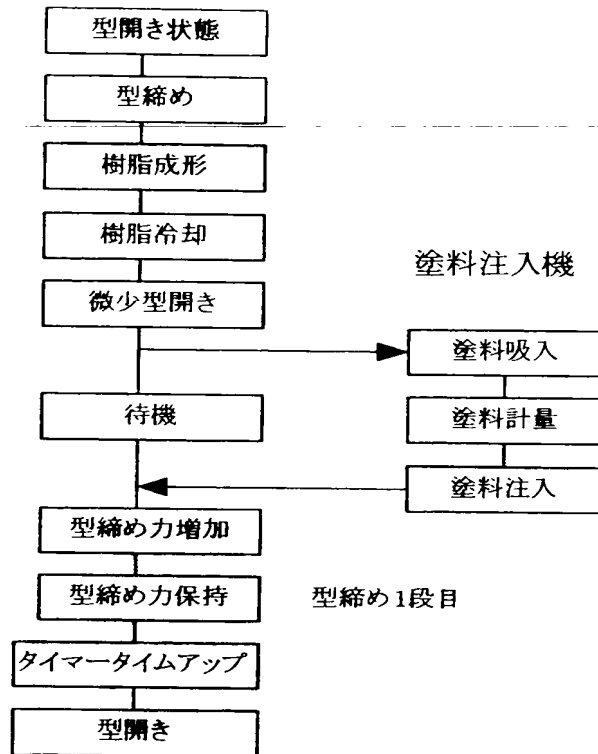 型開き状態
型締め
樹脂成形
樹脂冷却
微少型開き
塗料注入機
塗料吸入
待機
塗料計量
塗料注入
型締め力増加
型締め力保持
型締め1段目
タイマータイムアップ
型開き